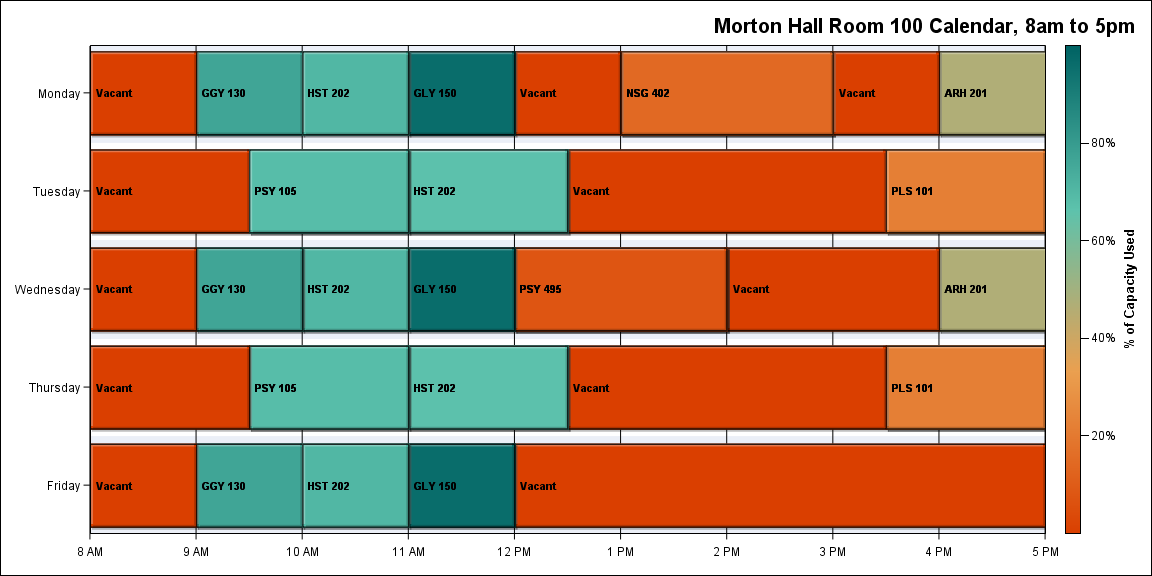 Morton Hall Room 100 Calendar, 8am to 5pm
Monday Vacant GGY 130 HST 202 GLY 150 Vacant NSG 402 Vacant ARH 201
Tuesday Vacant PSY 105 HST 202 Vacant PLS 101
Wednesday Vacant GGY 130 HST 202 GLY 150 PSY 495 Vacant ARH 201
Thursday Vacant PSY 105 HST 202 Vacant PLS 101
Friday Vacant GGY 130 HST 202 GLY 150 Vacant
8 AM 9 AM 10 AM 11 AM 12 PM 1 PM 2 PM 3 PM 4 PM 5 PM
80%
60%
40%
20%
% of Capacity Used